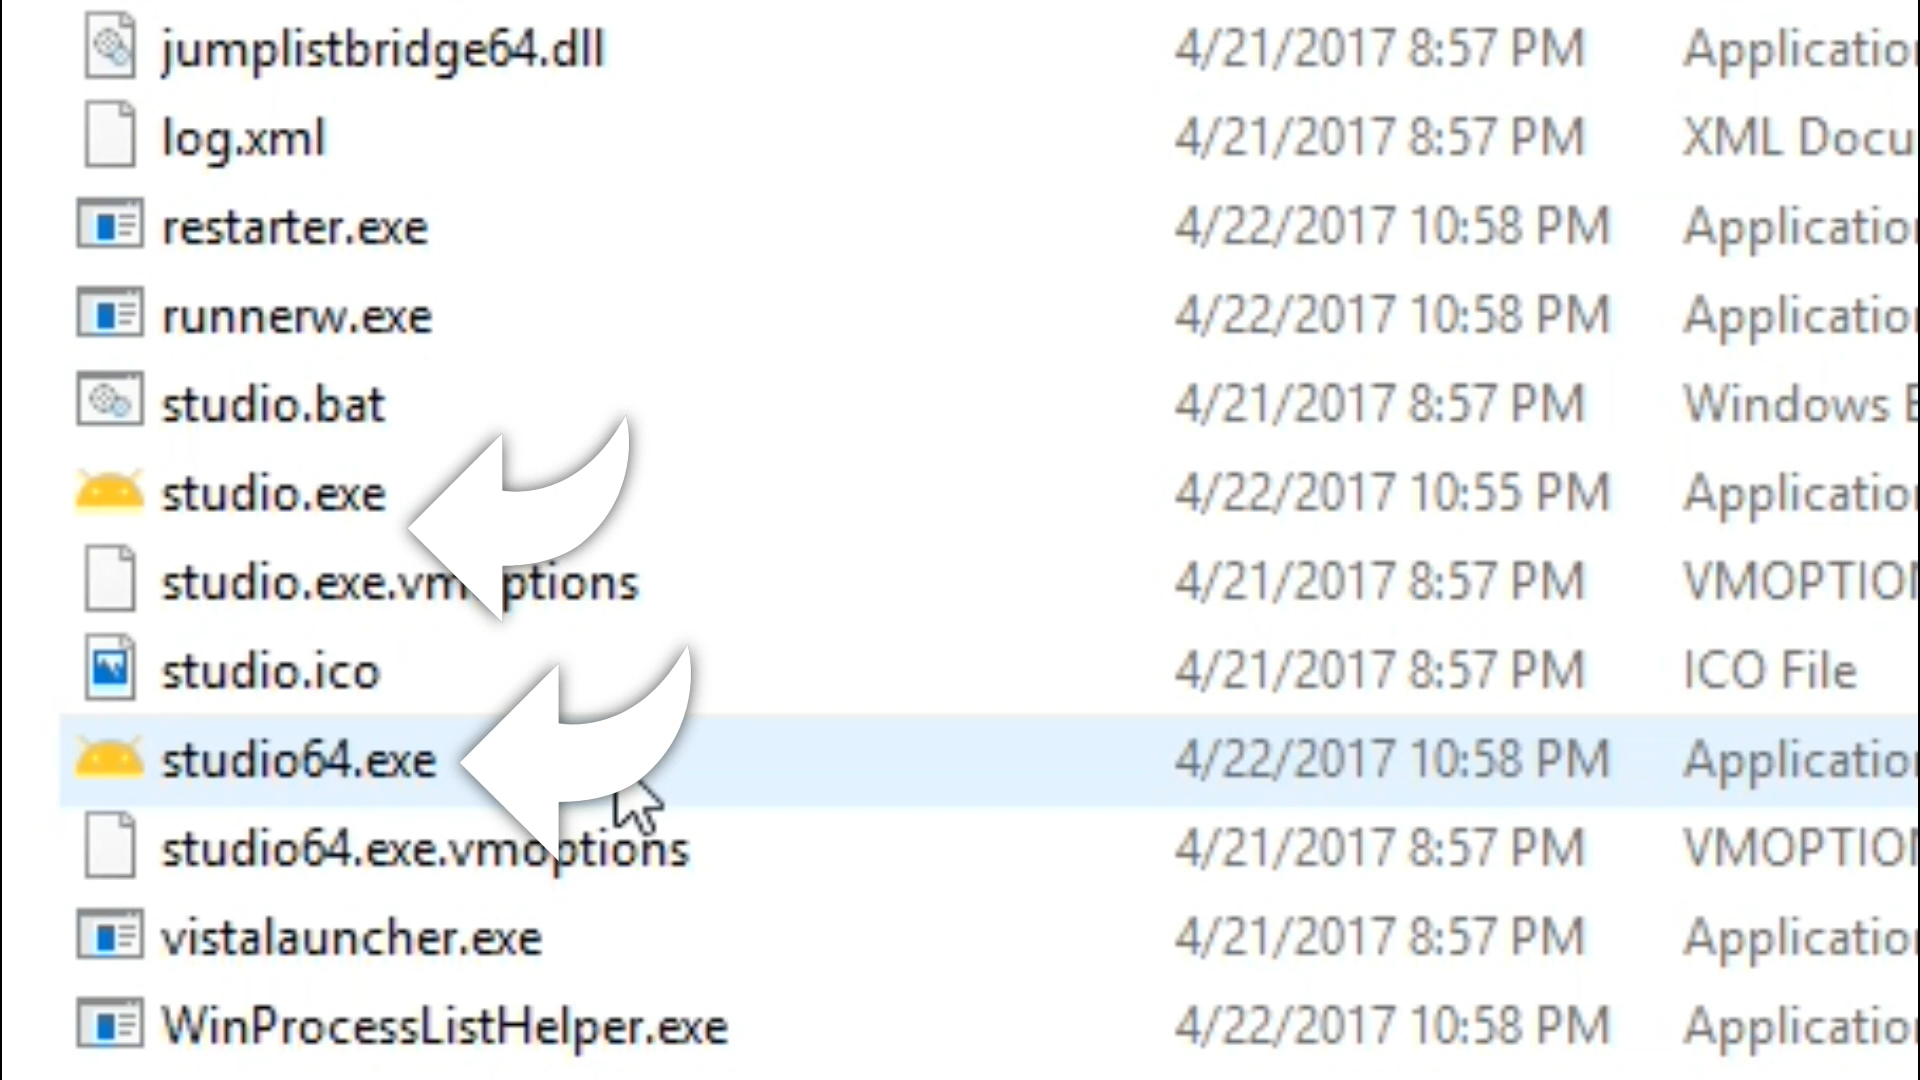 jumplistbridge64.dll 4/21/2017 8:57 PM Applicatio
log.xml 4/21/2017 8:57 PM XML Docu
restarter.exe 4/22/2017 10:58 PM Applicatio
runnerw.exe 4/22/2017 10:58 PM Applicatio
studio.bat 4/21/2017 8:57 PM Windows
studio.exe 4/22/2017 10:55 PM Applicatio
studio.exe.vm ptions 4/21/2017 8:57 PM VMOPTIO
studio.ico 4/21/2017 8:57 PM ICO File
studio64.exe 4/22/2017 10:58 PM Applicatio
studio64.exe.vmoptions 4/21/2017 8:57 PM VMOPTIO
vistalauncher.exe 4/21/2017 8:57 PM Applicatio
WinProcessListHelper.exe 4/22/2017 10:58 PM Applicatio